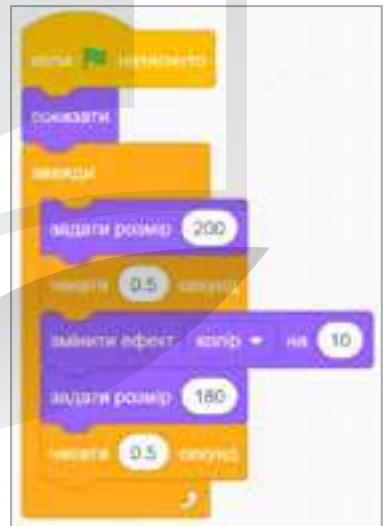 коли натиснуто
показати
завжди
задати розмір 200
чекати 0.5 секунд
змінити ефект колір на 10
задати розмір 180
чекати 0.5 секунд